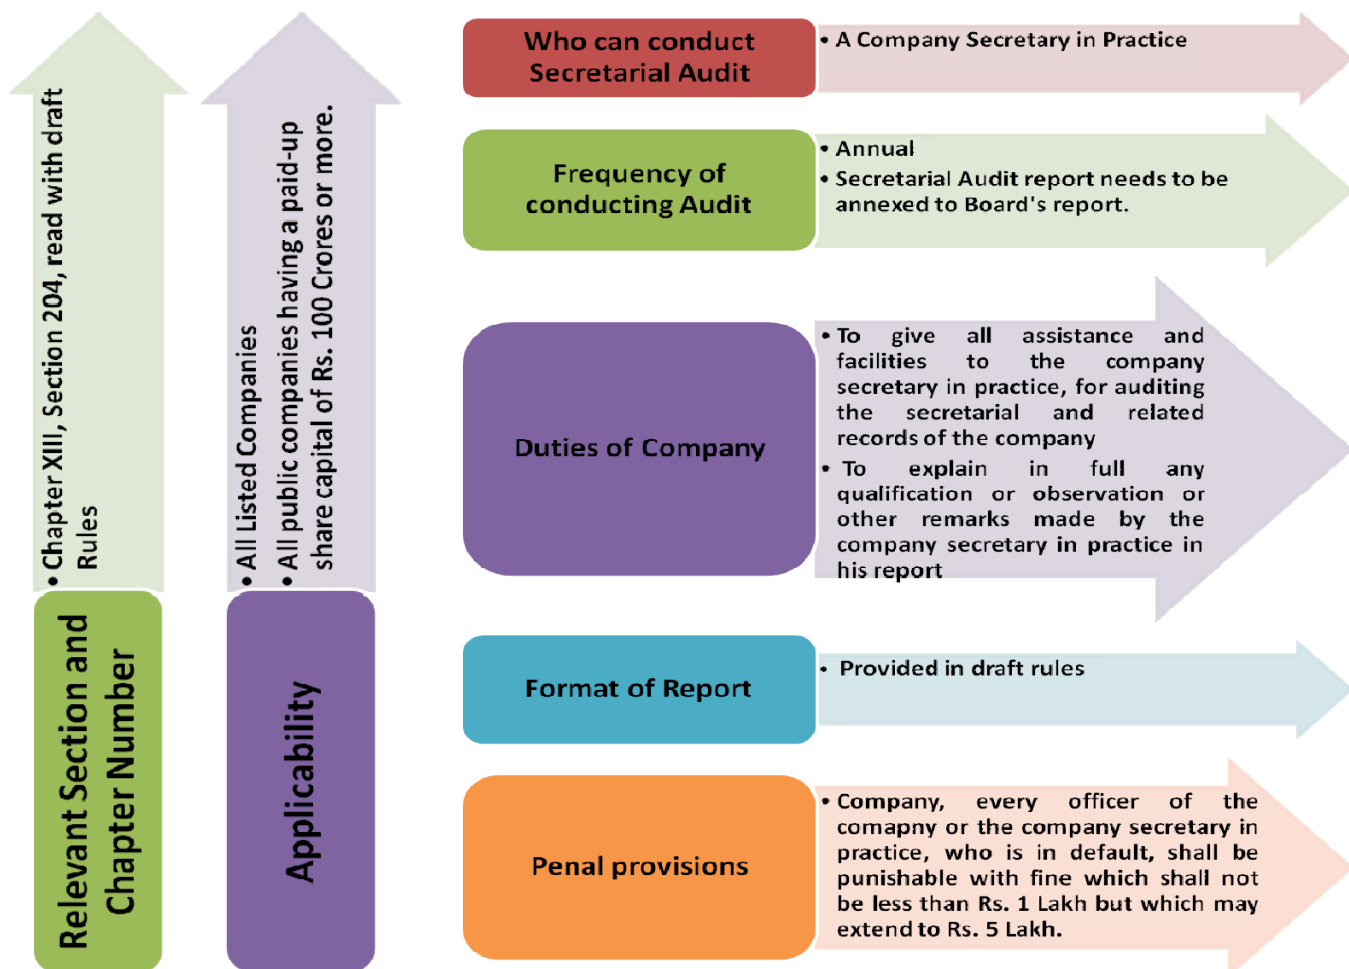 Relevant Section and
Chapter Number
• Chapter XIII, Section 204, read with draft
Rules
Applicability
• All Listed Companies
• All public companies having a paid-up
share capital of Rs. 100 Crores or more.
Who can conduct
Secretarial Audit
• A Company Secretary in Practice
Frequency of
conducting Audit
• Annual
• Secretarial Audit report needs to be
annexed to Board's report.
Duties of Company
• To give all assistance and
facilities to the company
secretary in practice, for auditing
the secretarial and related
records of the company
• To explain in full any
qualification or observation or
other remarks made by the
company secretary in practice in
his report
Format of Report
• Provided in draft rules
Penal provisions
• Company, every officer of the
comapny or the company secretary in
practice, who is in default, shall be
punishable with fine which shall not
be less than Rs. 1 Lakh but which may
extend to Rs. 5 Lakh.